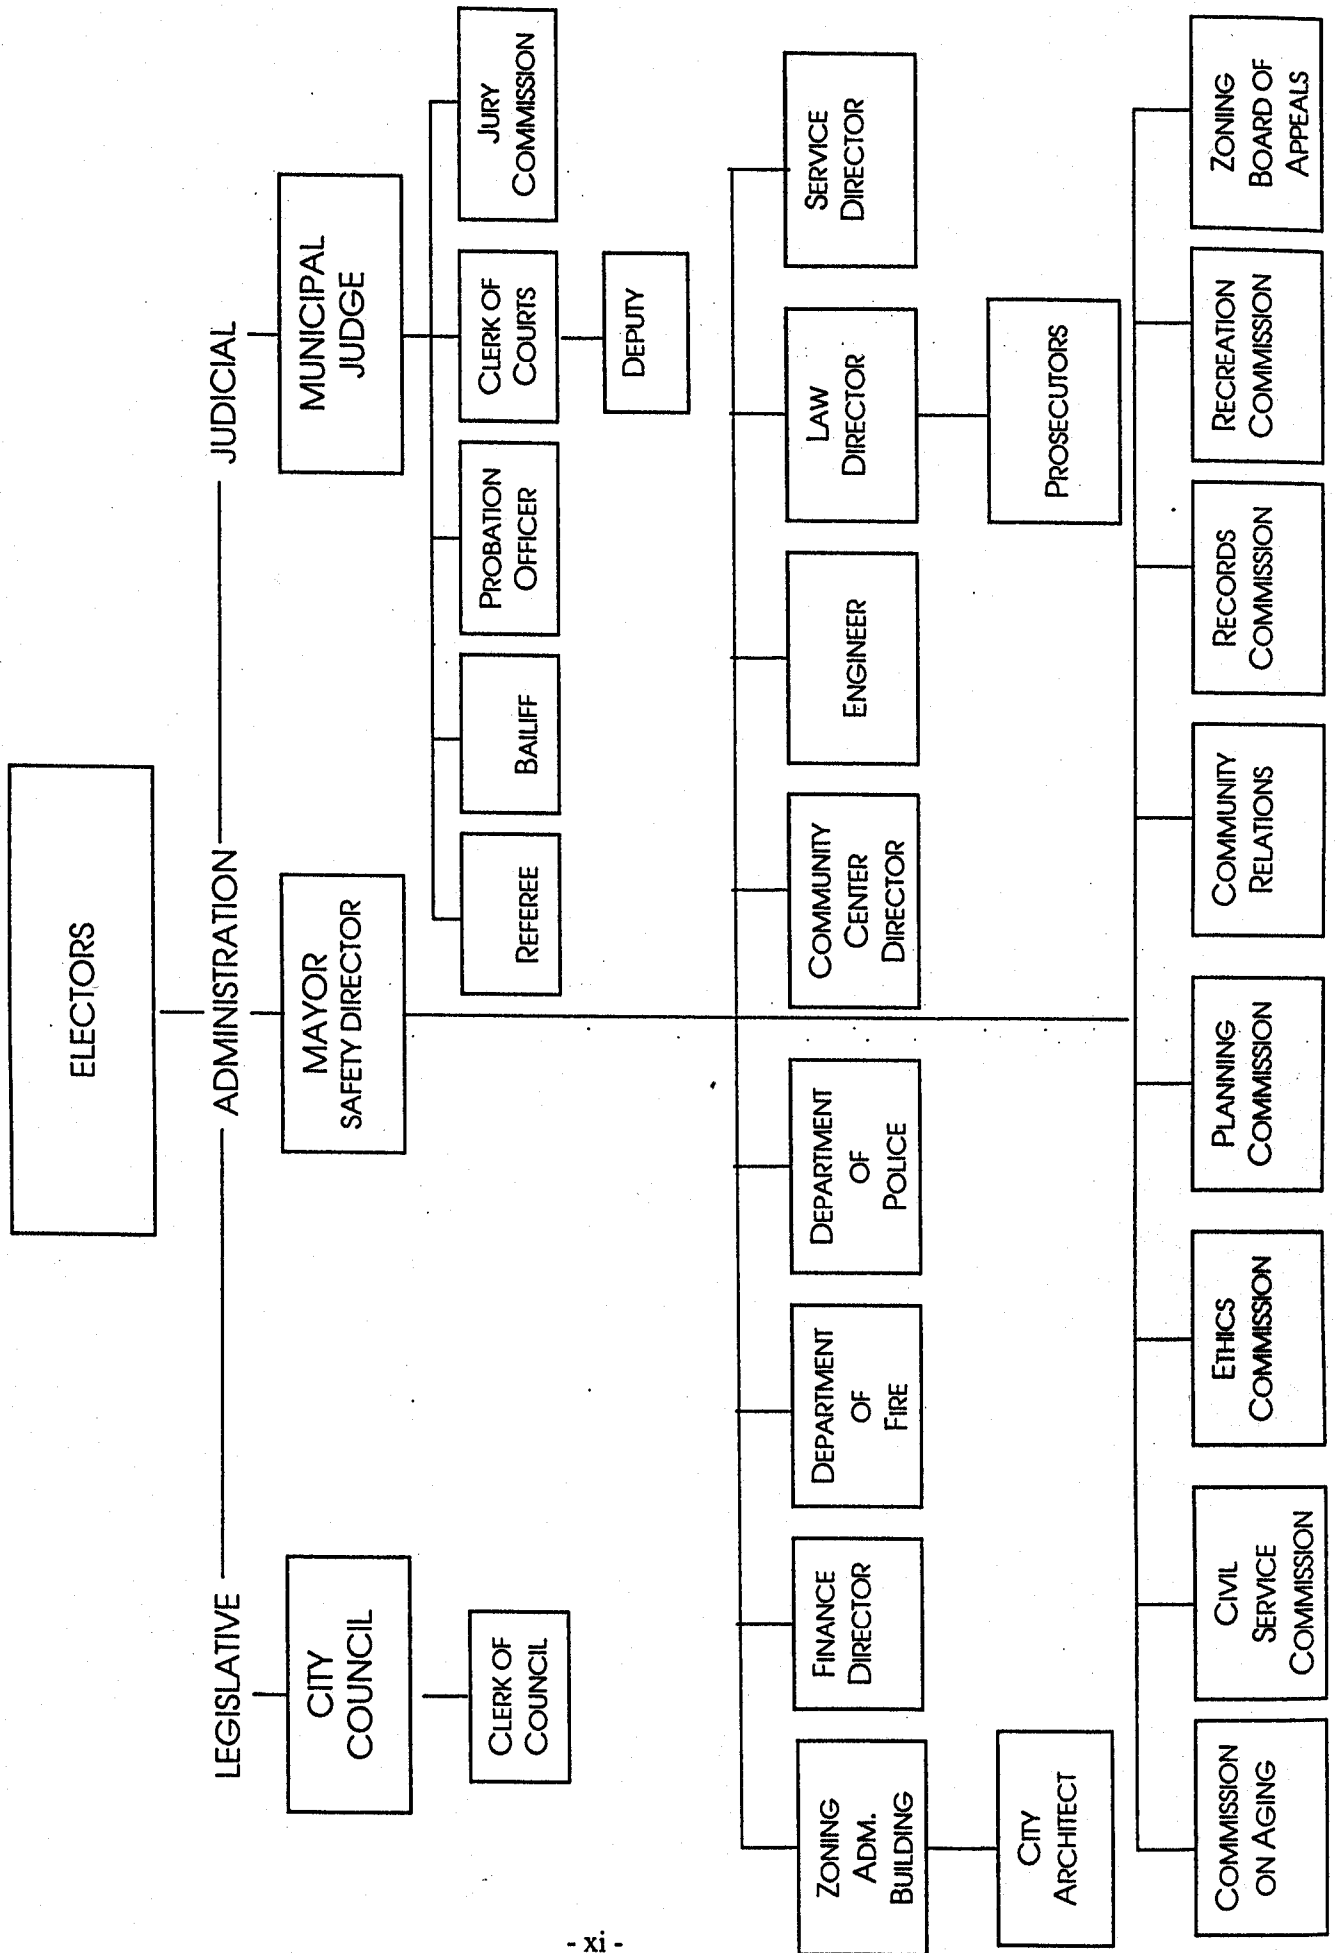 ELECTORS
LEGISLATIVE
ADMINISTRATION
JUDICIAL
CITY
COUNCIL
MAYOR
SAFETY DIRECTOR
MUNICIPAL
JUDGE
CLERK OF
COUNCIL
REFEREE
BAILIFF
PROBATION
OFFICER
CLERK OF
COURTS
JURY
COMMISSION
DEPUTY
ZONING
ADM.
BUILDING
FINANCE
DIRECTOR
DEPARTMENT
OF
FIRE
DEPARTMENT
OF
POLICE
COMMUNITY
CENTER
DIRECTOR
ENGINEER
LAW
DIRECTOR
SERVICE
DIRECTOR
CITY
ARCHITECT
PROSECUTORS
COMMISSION
ON AGING
CIVIL
SERVICE
COMMISSION
ETHICS
COMMISSION
PLANNING
COMMISSION
COMMUNITY
RELATIONS
RECORDS
COMMISSION
RECREATION
COMMISSION
ZONING
BOARD OF
APPEALS
- xi -